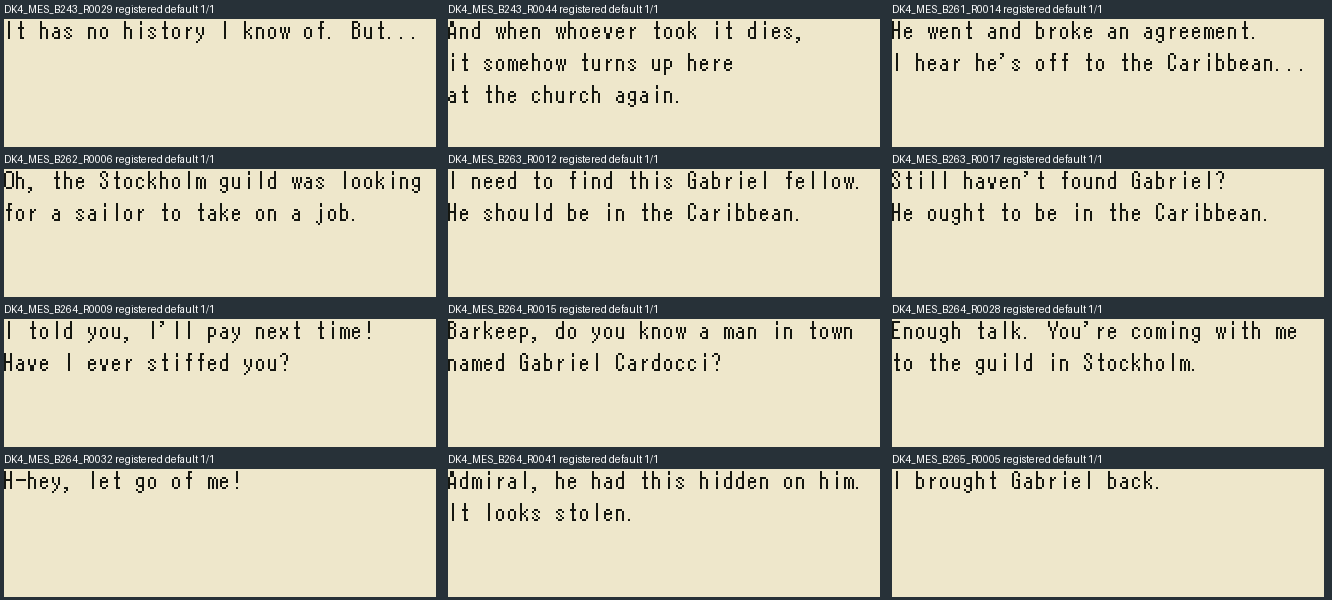 DK4_MES_B243_R0029 registered default 1/1
It has no history I know of. But...
DK4_MES_B243_R0044 registered default 1/1
And when whoever took it dies,
it somehow turns up here
at the church again.
DK4_MES_B261_R0014 registered default 1/1
He went and broke an agreement.
I hear he's off to the Caribbean...
DK4_MES_B262_R0006 registered default 1/1
Oh, the Stockholm guild was looking
for a sailor to take on a job.
DK4_MES_B263_R0012 registered default 1/1
I need to find this Gabriel fellow.
He should be in the Caribbean.
DK4_MES_B263_R0017 registered default 1/1
Still haven't found Gabriel?
He ought to be in the Caribbean.
DK4_MES_B264_R0009 registered default 1/1
I told you, I'll pay next time!
Have I ever stiffed you?
DK4_MES_B264_R0015 registered default 1/1
Barkeep, do you know a man in town
named Gabriel Cardocci?
DK4_MES_B264_R0028 registered default 1/1
Enough talk. You're coming with me
to the guild in Stockholm.
DK4_MES_B264_R0032 registered default 1/1
H-hey, let go of me!
DK4_MES_B264_R0041 registered default 1/1
Admiral, he had this hidden on him.
It looks stolen.
DK4_MES_B265_R0005 registered default 1/1
I brought Gabriel back.